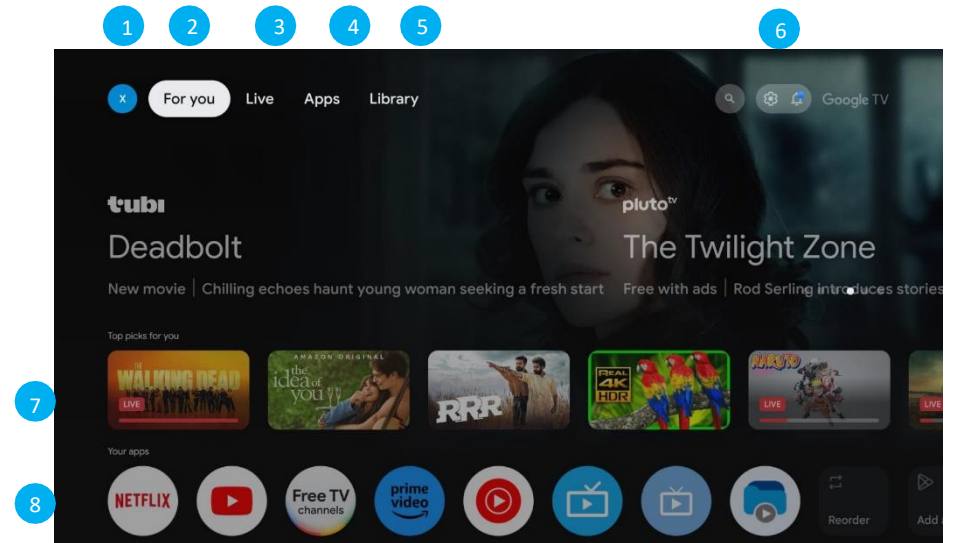 1 2 3 4 5 6
X For you Live Apps Library Google TV
tubi pluto tv
Deadbolt The Twilight Zone
New movie | Chilling echoes haunt young woman seeking a fresh start Free with ads | Rod Serling introduces stories
Top picks for you
7
THE WALKING DEAD
LIVE
AMAZON ORIGINAL
the
idea of
you
RRR
REAL
4K
HDR
NARUTO
LIVE
LIVE
Your apps
8
NETFLIX
Free TV
channels
prime
video
Reorder
Add